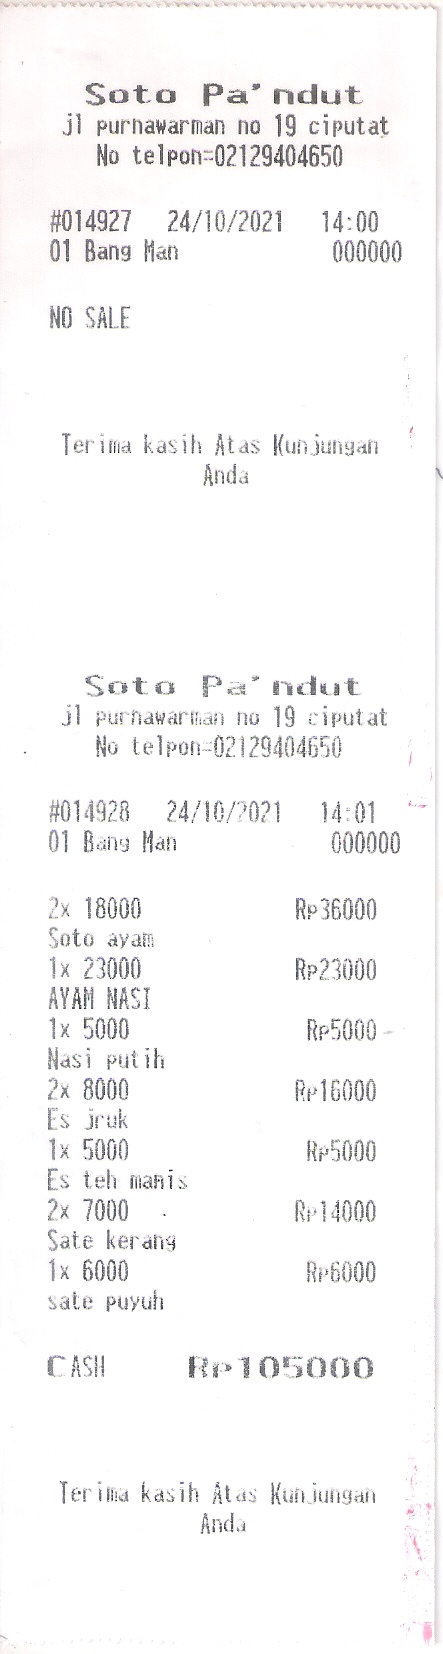 Soto Pa'ndut
jl purnawarman no 19 ciputat
No telpon=02129404650
#014927 24/10/2021 14:00
01 Bang Man 000000
NO SALE
Terima kasih Atas Kunjungan
Anda
Soto Pa'ndut
jl purnawarman no 19 ciputat
No telpon=02129404650
#014928 24/10/2021 14:01
01 Bang Man 000000
2x 18000 Rp36000
Soto ayam
1x 23000 Rp23000
AYAM NASI
1x 5000 Rp5000
Nasi putih
2x 8000 Rp16000
Es jruk
1x 5000 Rp5000
Es teh manis
2x 7000 Rp14000
Sate kerang
1x 6000 Rp6000
sate puyuh
CASH Rp105000
Terima kasih Atas Kunjungan
Anda